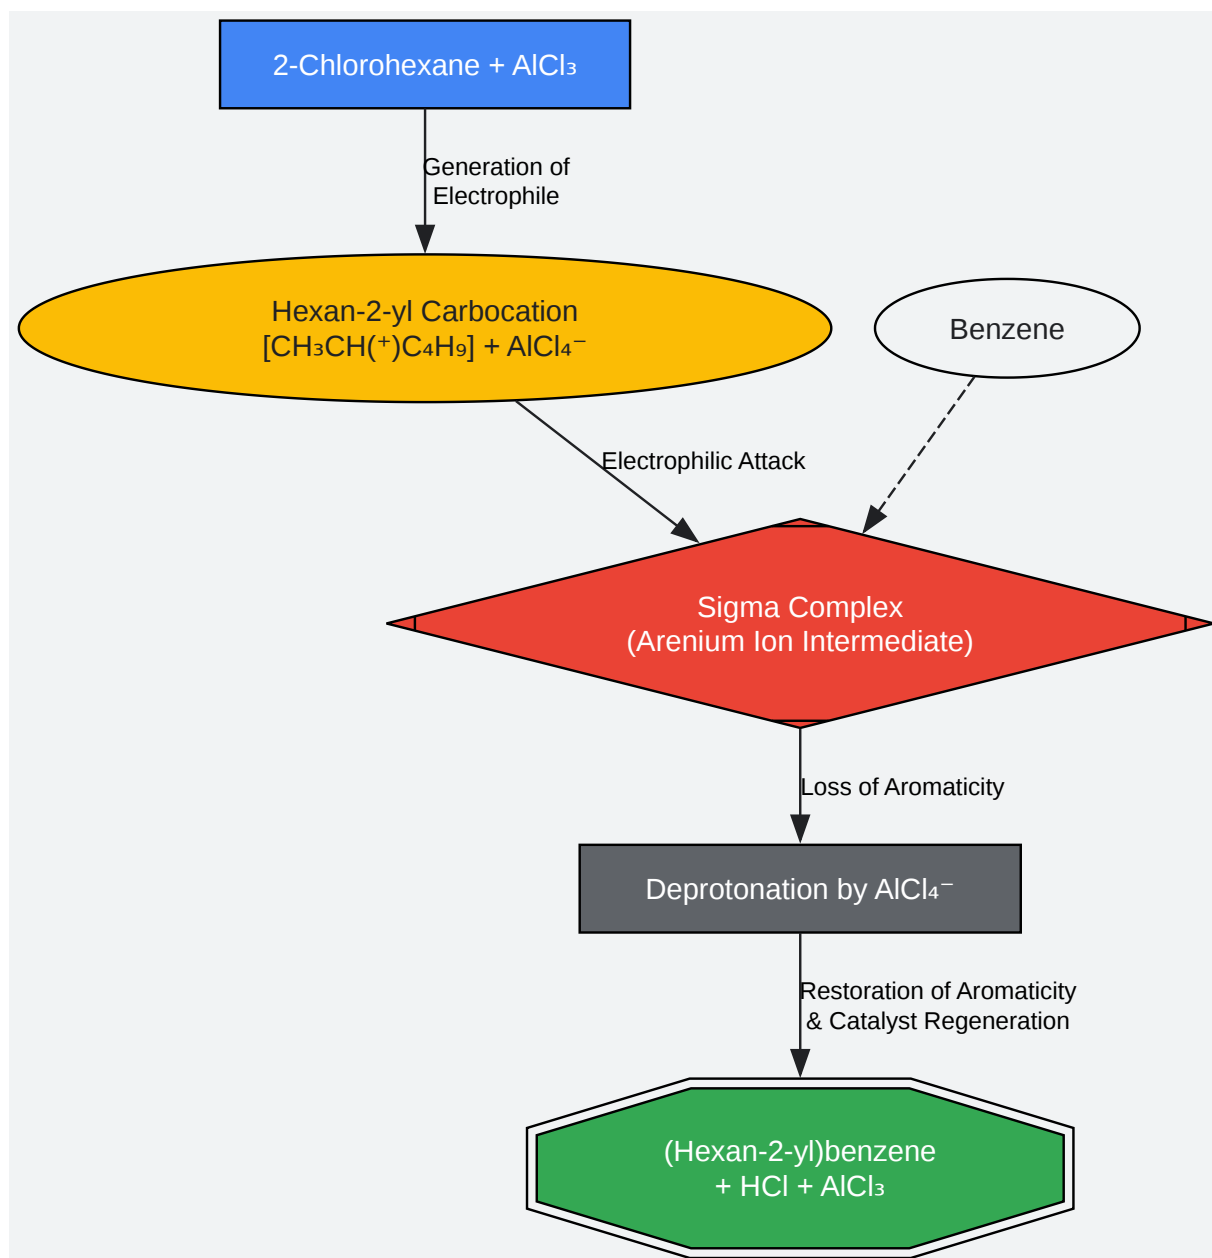 2-Chlorohexane + AlCl₃
Generation of
Electrophile
Hexan-2-yl Carbocation
[CH₃CH(⁺)C₄H₉] + AlCl₄⁻
Benzene
Electrophilic Attack
Sigma Complex
(Arenium Ion Intermediate)
Loss of Aromaticity
Deprotonation by AlCl₄⁻
Restoration of Aromaticity
& Catalyst Regeneration
(Hexan-2-yl)benzene
+ HCl + AlCl₃